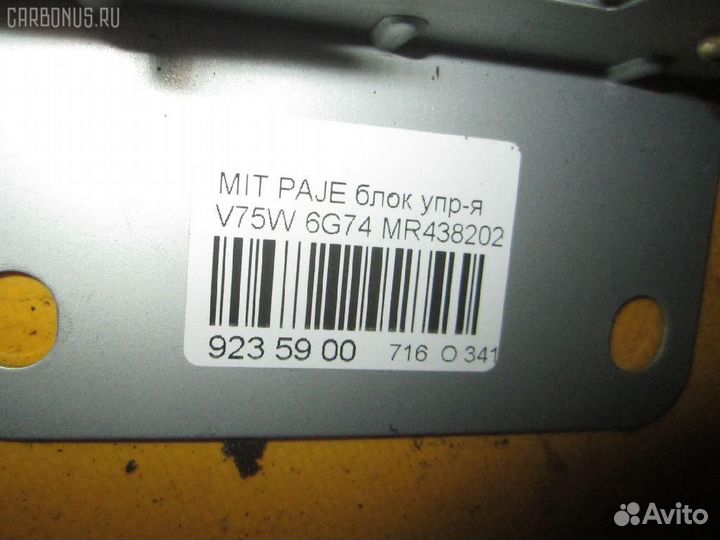 CARBONUS.RU
MIT PAJE блок упр-я
V75W 6G74 MR438202
923 59 00 716 O 341
Avito